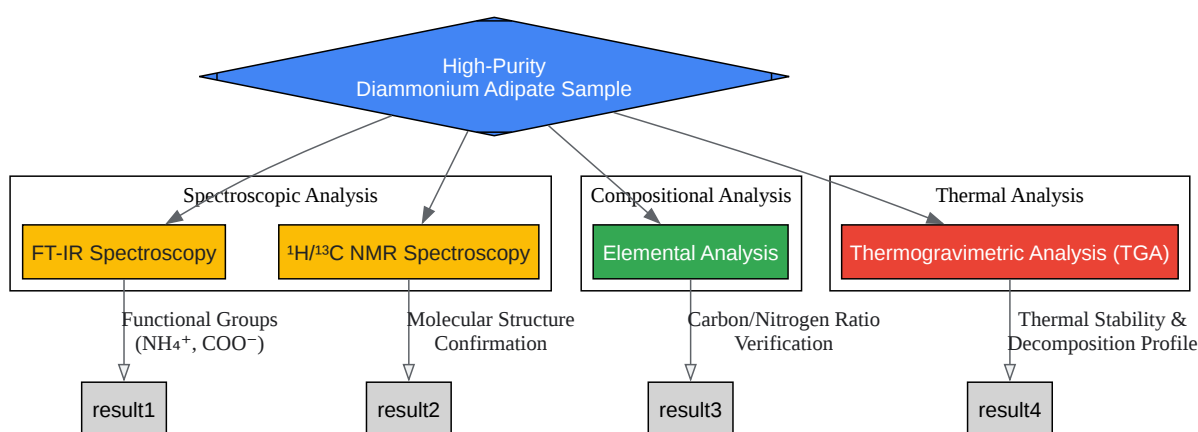 High-Purity
Diammonium Adipate Sample
Spectroscopic Analysis
Compositional Analysis
Thermal Analysis
FT-IR Spectroscopy
¹H/¹³C NMR Spectroscopy
Elemental Analysis
Thermogravimetric Analysis (TGA)
Functional Groups
(NH₄⁺, COO⁻)
Molecular Structure
Confirmation
Carbon/Nitrogen Ratio
Verification
Thermal Stability &
Decomposition Profile
result1
result2
result3
result4